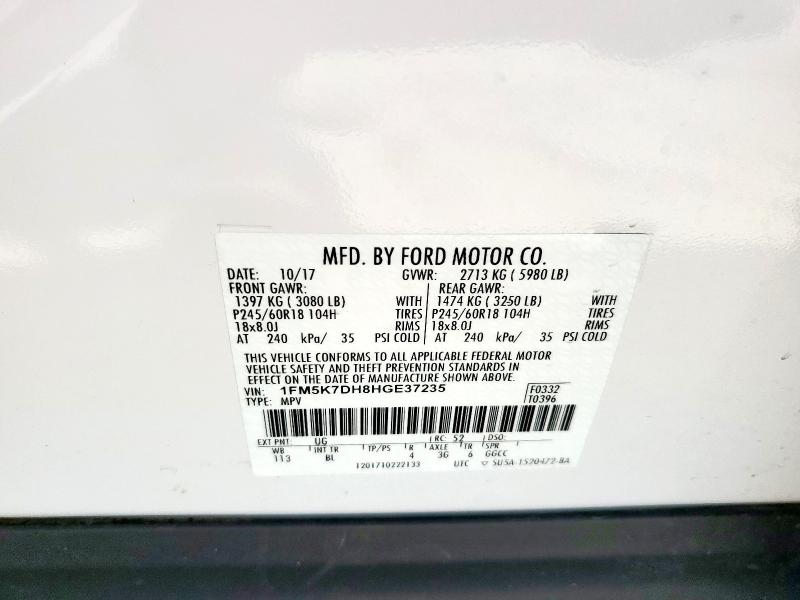 MFD. BY FORD MOTOR CO.
DATE: 10/17 GVWR: 2713 KG ( 5980 LB)
FRONT GAWR: REAR GAWR:
1397 KG ( 3080 LB) WITH 1474 KG ( 3250 LB) WITH
P245/60R18 104H TIRES P245/60R18 104H TIRES
18x8.0J RIMS 18x8.0J RIMS
AT 240 kPa/ 35 PSI COLD AT 240 kPa/ 35 PSI COLD
THIS VEHICLE CONFORMS TO ALL APPLICABLE FEDERAL MOTOR
VEHICLE SAFETY AND THEFT PREVENTION STANDARDS IN
EFFECT ON THE DATE OF MANUFACTURE SHOWN ABOVE.
VIN: 1FM5K7DH8HGE37235 F0332
TYPE: MPV T0396
EXT PNT: UG RC: 52 DSO:
WB INT TR TP/PS R AXLE TR SPR
113 BL 4 3G 6 GGCC
1201710222133 UTC ▽ 5U5A-1520472-BA